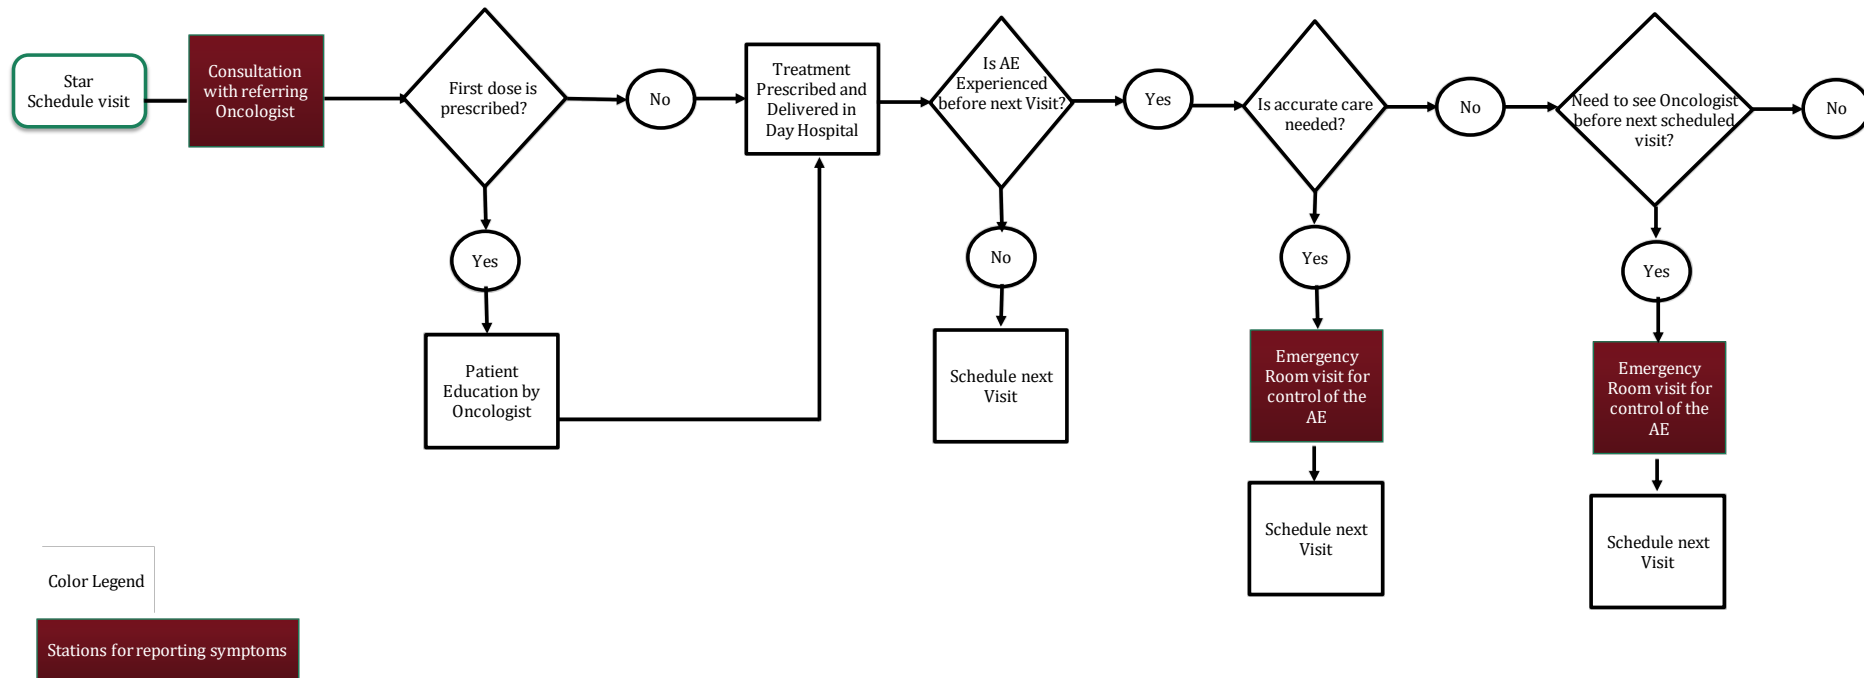 Star
Schedule visit
Consultation
with referring
Oncologist
First dose is
prescribed?
No
Yes
Patient
Education by
Oncologist
Treatment
Prescribed and
Delivered in
Day Hospital
Is AE
Experienced
before next Visit?
Yes
No
Schedule next
Visit
Is accurate care
needed?
No
Yes
Emergency
Room visit for
control of the
AE
Schedule next
Visit
Need to see Oncologist
before next scheduled
visit?
No
Yes
Emergency
Room visit for
control of the
AE
Schedule next
Visit
Color Legend
Stations for reporting symptoms